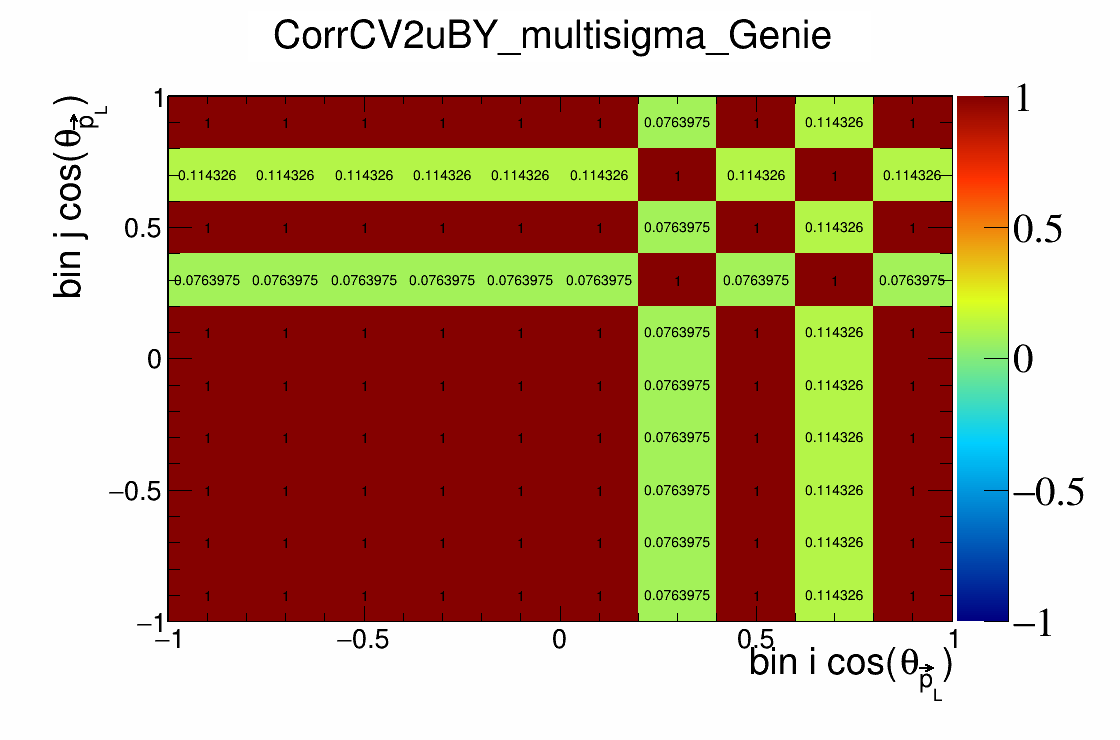 CorrCV2uBY_multisigma_Genie
bin j cos(θ p⃗ L)
1
0.5
0
−0.5
−1
1 1 1 1 1 1 0.0763975 1 0.114326 1
0.114326 0.114326 0.114326 0.114326 0.114326 0.114326 1 0.114326 1 0.114326
1 1 1 1 1 1 0.0763975 1 0.114326 1
0.0763975 0.0763975 0.0763975 0.0763975 0.0763975 0.0763975 1 0.0763975 1 0.0763975
1 1 1 1 1 1 0.0763975 1 0.114326 1
1 1 1 1 1 1 0.0763975 1 0.114326 1
1 1 1 1 1 1 0.0763975 1 0.114326 1
1 1 1 1 1 1 0.0763975 1 0.114326 1
1 1 1 1 1 1 0.0763975 1 0.114326 1
1 1 1 1 1 1 0.0763975 1 0.114326 1
−1 −0.5 0 0.5 1
bin i cos(θ p⃗ L)
1
0.5
0
−0.5
−1